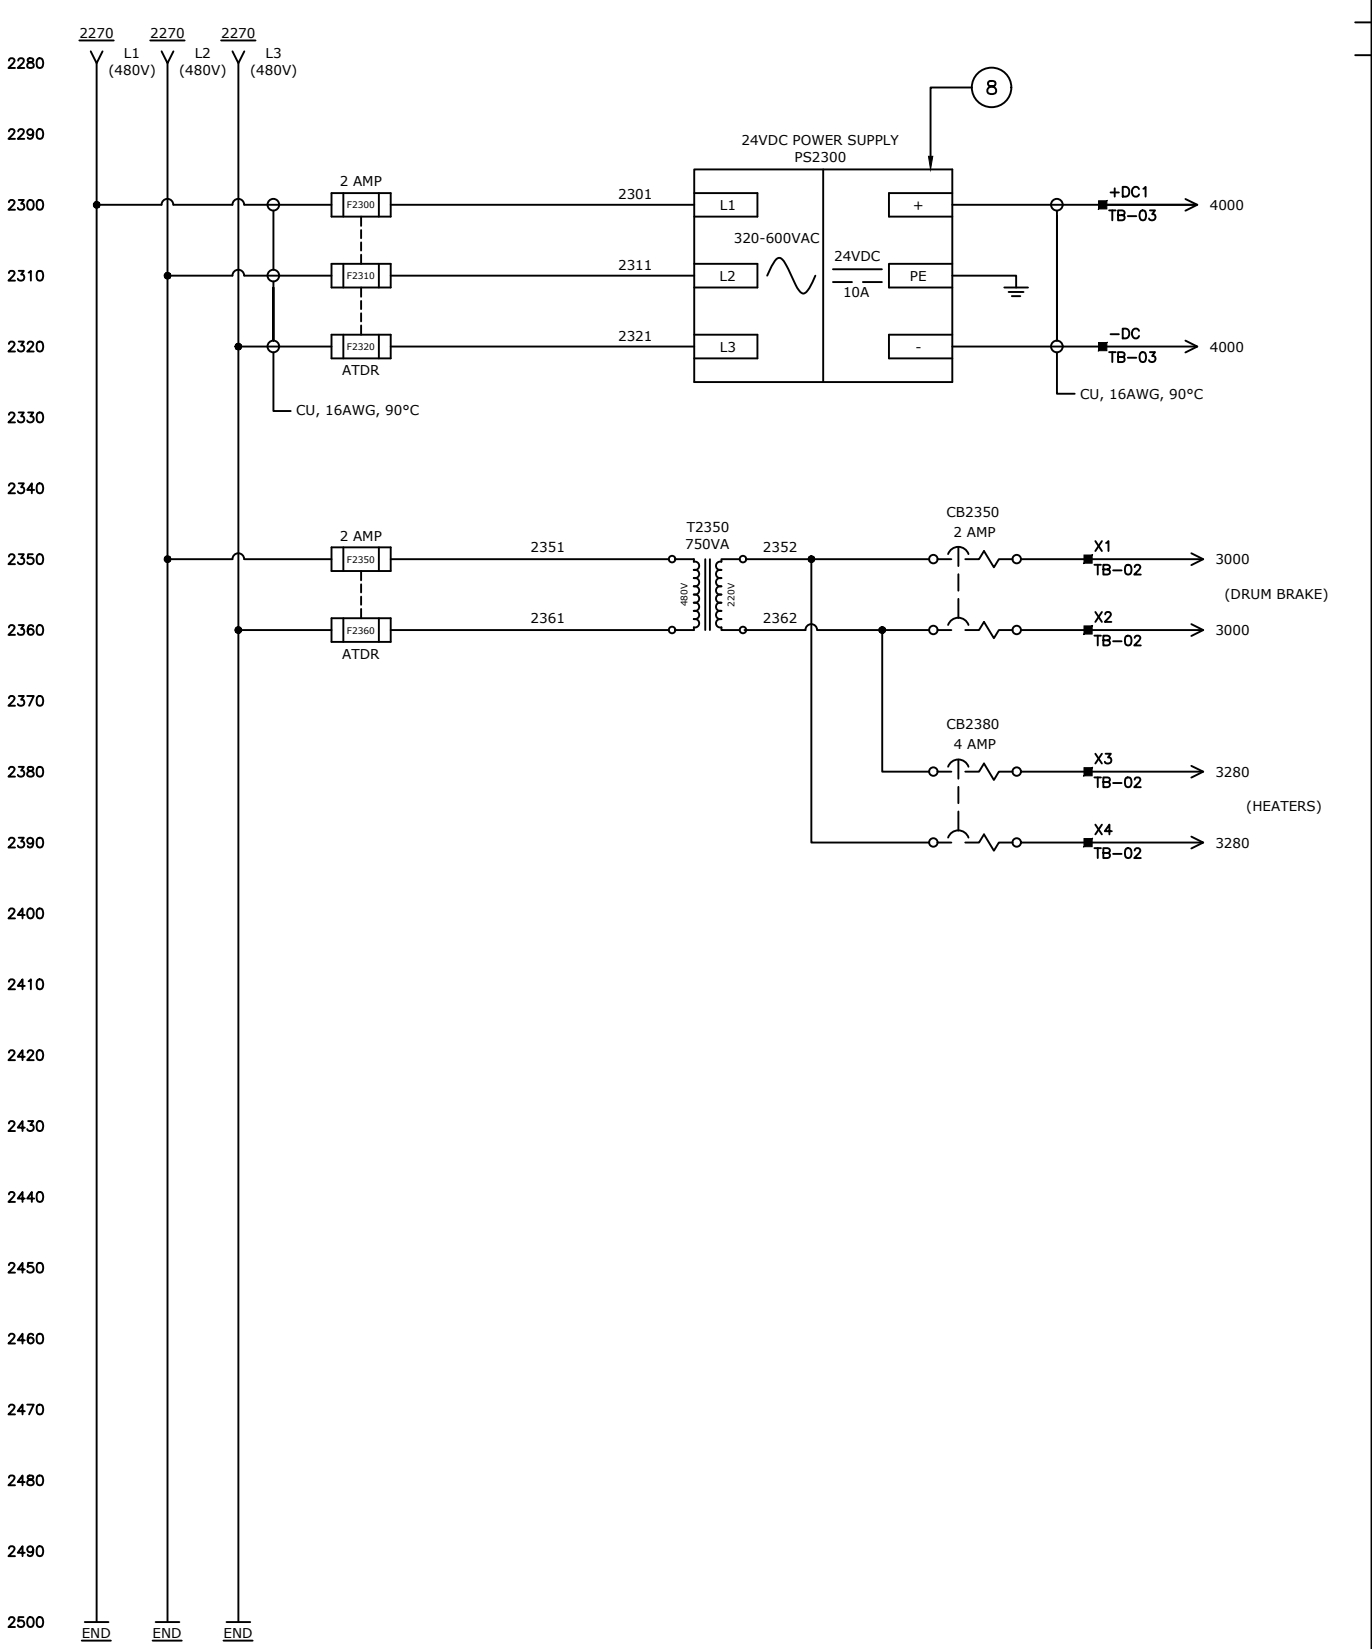 2270 2270 2270
L1 L2 L3
(480V) (480V) (480V)
2280
8
2290
24VDC POWER SUPPLY
PS2300
2 AMP
2300
F2300
2301
L1
+
+DC1
TB-03
4000
320-600VAC
24VDC
2310
F2310
2311
L2
PE
10A
2320
F2320
2321
L3
-
-DC
TB-03
4000
ATDR
CU, 16AWG, 90°C
CU, 16AWG, 90°C
2330
2340
CB2350
2 AMP
2 AMP
T2350
750VA
2350
F2350
2351
2352
X1
TB-02
3000
480V
220V
(DRUM BRAKE)
2360
F2360
2361
2362
X2
TB-02
3000
ATDR
2370
CB2380
4 AMP
2380
X3
TB-02
3280
(HEATERS)
2390
X4
TB-02
3280
2400
2410
2420
2430
2440
2450
2460
2470
2480
2490
2500
END END END